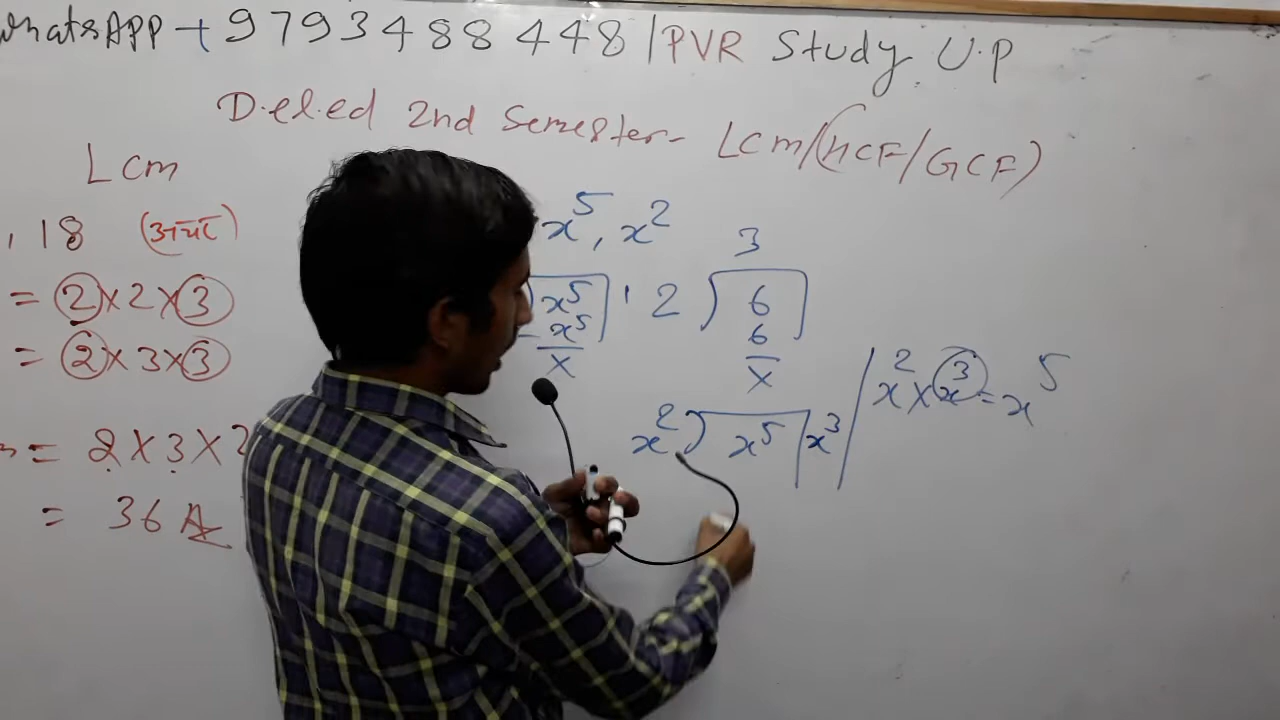 WhatsAPP + 9793488448 | PVR Study U.P
D.el.ed 2nd Semester- Lcm/(HCF/GCF)
Lcm
, 18
= 2×2×3
= 2×3×3
= 2×3×2
= 36
x⁵, x²
x⁵
- x⁵
x
3
2 ) 6
6
x
x² ) x⁵ | x³
x² × x³ = x⁵